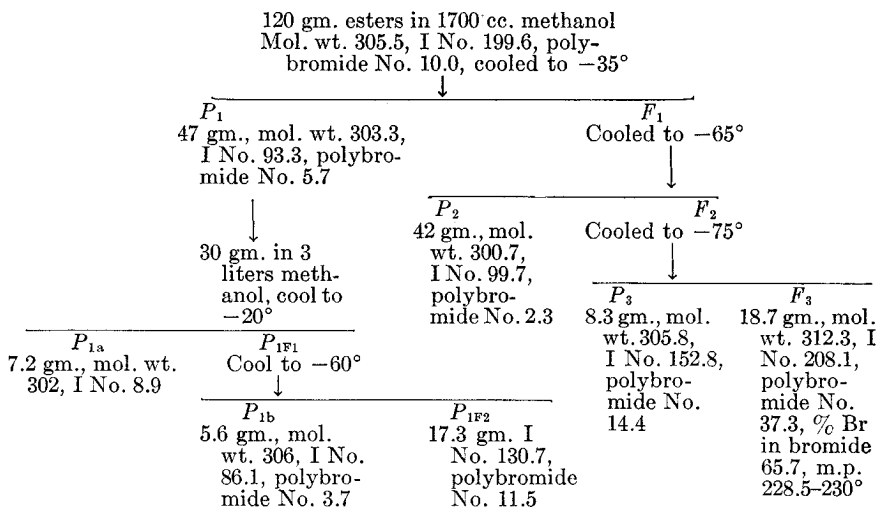 120 gm. esters in 1700 cc. methanol
Mol. wt. 305.5, I No. 199.6, poly-
bromide No. 10.0, cooled to −35°
P1
47 gm., mol. wt. 303.3,
I No. 93.3, polybro-
mide No. 5.7
F1
Cooled to −65°
30 gm. in 3
liters meth-
anol, cool to
−20°
P2
42 gm., mol.
wt. 300.7,
I No. 99.7,
polybro-
mide No. 2.3
F2
Cooled to −75°
P1a
7.2 gm., mol. wt.
302, I No. 8.9
P1F1
Cool to −60°
P3
8.3 gm., mol.
wt. 305.8,
I No. 152.8,
polybro-
mide No.
14.4
F3
18.7 gm., mol.
wt. 312.3, I
No. 208.1,
polybro-
mide No.
37.3, % Br
in bromide
65.7, m.p.
228.5–230°
P1b
5.6 gm., mol.
wt. 306, I No.
86.1, polybro-
mide No. 3.7
P1F2
17.3 gm. I
No. 130.7,
polybromide
No. 11.5